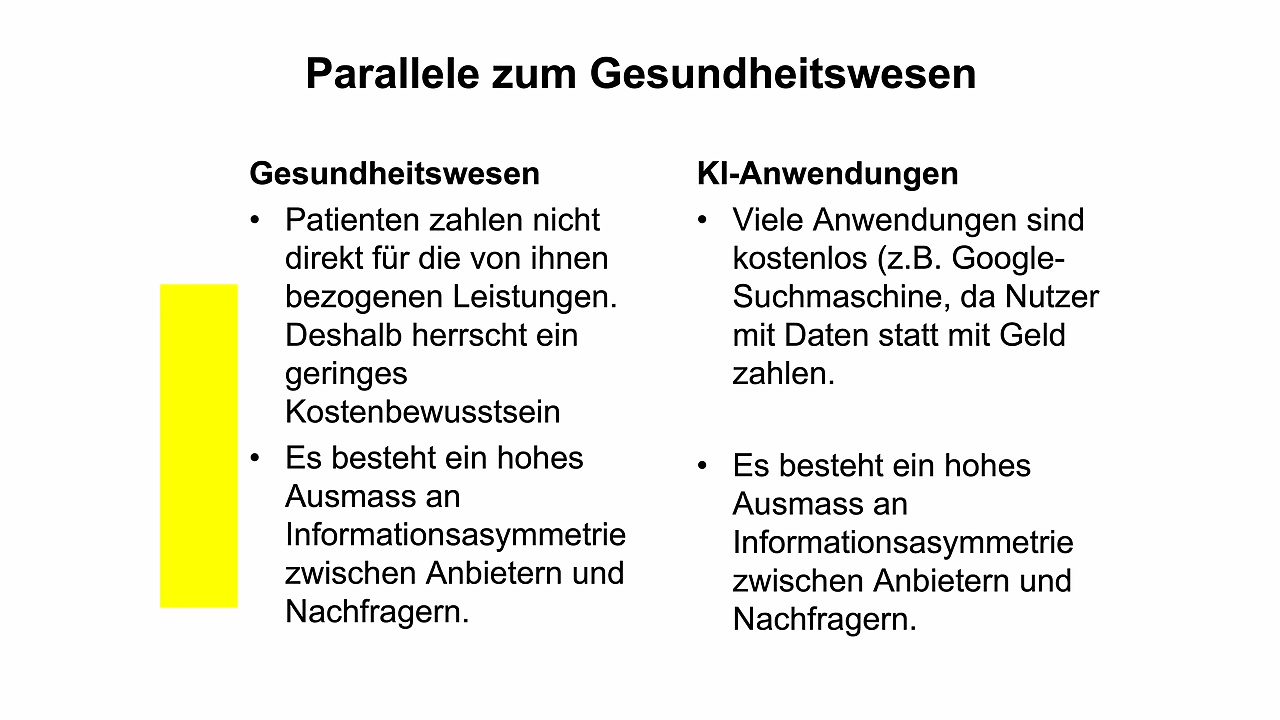 Parallele zum Gesundheitswesen
Gesundheitswesen
• Patienten zahlen nicht
direkt für die von ihnen
bezogenen Leistungen.
Deshalb herrscht ein
geringes
Kostenbewusstsein
• Es besteht ein hohes
Ausmass an
Informationsasymmetrie
zwischen Anbietern und
Nachfragern.
KI-Anwendungen
• Viele Anwendungen sind
kostenlos (z.B. Google-
Suchmaschine, da Nutzer
mit Daten statt mit Geld
zahlen.
• Es besteht ein hohes
Ausmass an
Informationsasymmetrie
zwischen Anbietern und
Nachfragern.